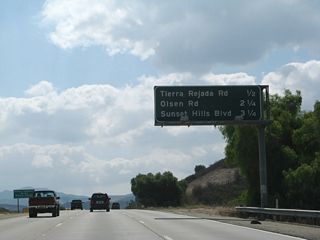 Tierra Rejada Rd ½
Olsen Rd 2 ¼
Sunset Hills Blvd 3 ¼